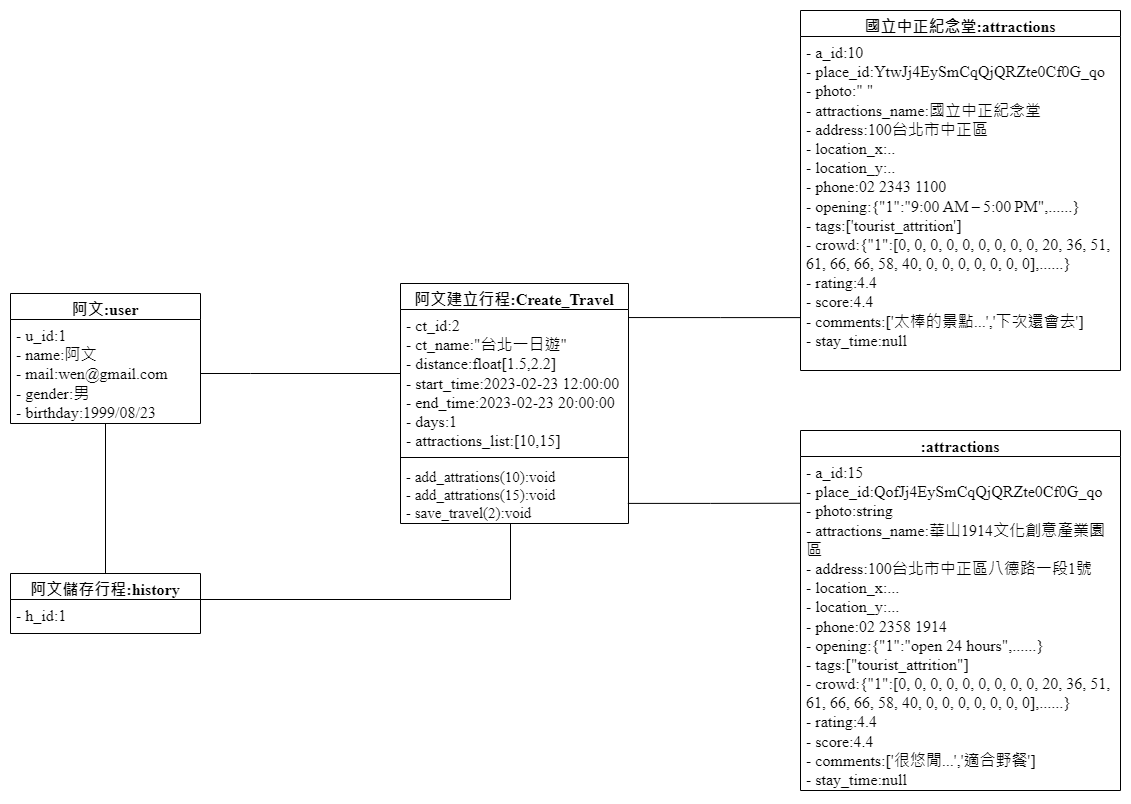 國立中正紀念堂:attractions
- a_id:10
- place_id:YtwJj4EySmCqQjQRZte0Cf0G_qo
- photo:" "
- attractions_name:國立中正紀念堂
- address:100台北市中正區
- location_x:..
- location_y:..
- phone:02 2343 1100
- opening:{"1":"9:00 AM – 5:00 PM",......}
- tags:['tourist_attrition']
- crowd:{"1":[0, 0, 0, 0, 0, 0, 0, 0, 0, 20, 36, 51,
61, 66, 66, 58, 40, 0, 0, 0, 0, 0, 0, 0],......}
- rating:4.4
- score:4.4
- comments:['太棒的景點...','下次還會去']
- stay_time:null
阿文:user
- u_id:1
- name:阿文
- mail:wen@gmail.com
- gender:男
- birthday:1999/08/23
阿文建立行程:Create_Travel
- ct_id:2
- ct_name:"台北一日遊"
- distance:float[1.5,2.2]
- start_time:2023-02-23 12:00:00
- end_time:2023-02-23 20:00:00
- days:1
- attractions_list:[10,15]
- add_attrations(10):void
- add_attrations(15):void
- save_travel(2):void
:attractions
- a_id:15
- place_id:QofJj4EySmCqQjQRZte0Cf0G_qo
- photo:string
- attractions_name:華山1914文化創意產業園
區
- address:100台北市中正區八德路一段1號
- location_x:...
- location_y:...
- phone:02 2358 1914
- opening:{"1":"open 24 hours",......}
- tags:["tourist_attrition"]
- crowd:{"1":[0, 0, 0, 0, 0, 0, 0, 0, 0, 20, 36, 51,
61, 66, 66, 58, 40, 0, 0, 0, 0, 0, 0, 0],......}
- rating:4.4
- score:4.4
- comments:['很悠閒...','適合野餐']
- stay_time:null
阿文儲存行程:history
- h_id:1